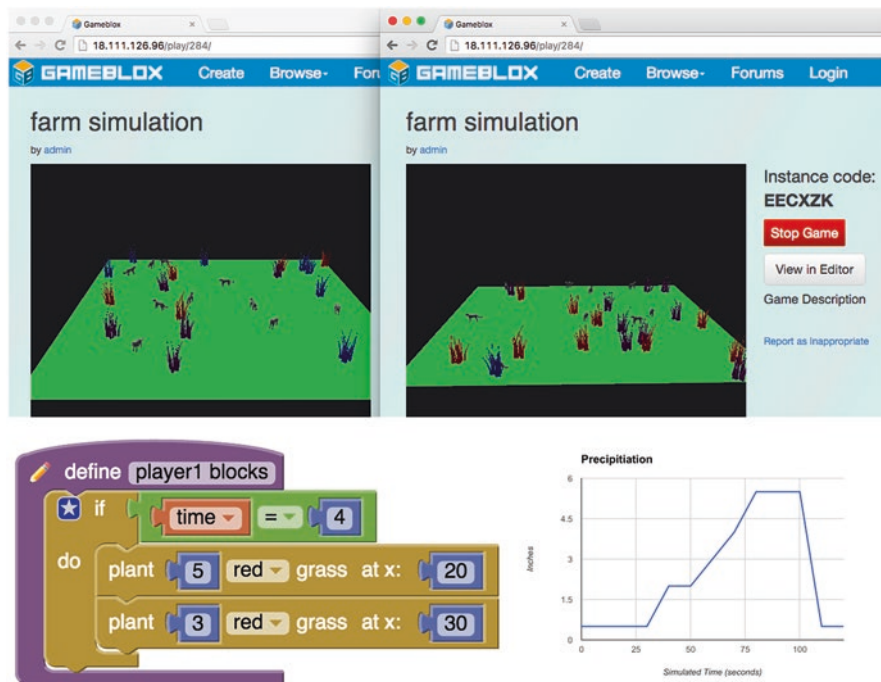 Gameblox
18.111.126.96/play/284/
GAMEBLOX Create Browse Foru
farm simulation
by admin
Gameblox
18.111.126.96/play/284/
GAMEBLOX Create Browse Forums Login
farm simulation
by admin
Instance code:
EECXZK
Stop Game
View in Editor
Game Description
Report as Inappropriate
define player1 blocks
if time = 4
do plant 5 red grass at x: 20
plant 3 red grass at x: 30
Precipitiation
6
4.5
3
1.5
0
Inches
0 25 50 75 100
Simulated Time (seconds)